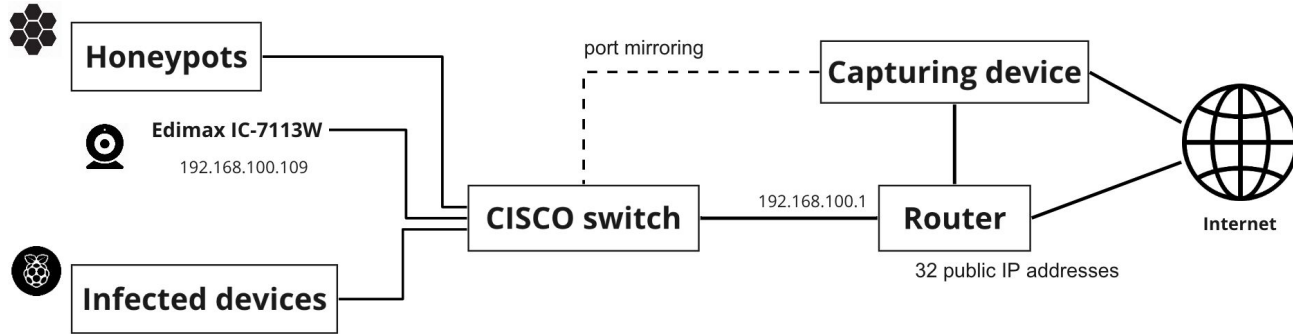 port mirroring
Honeypots
Capturing device
Edimax IC-7113W
192.168.100.109
CISCO switch
192.168.100.1
Router
Internet
32 public IP addresses
Infected devices